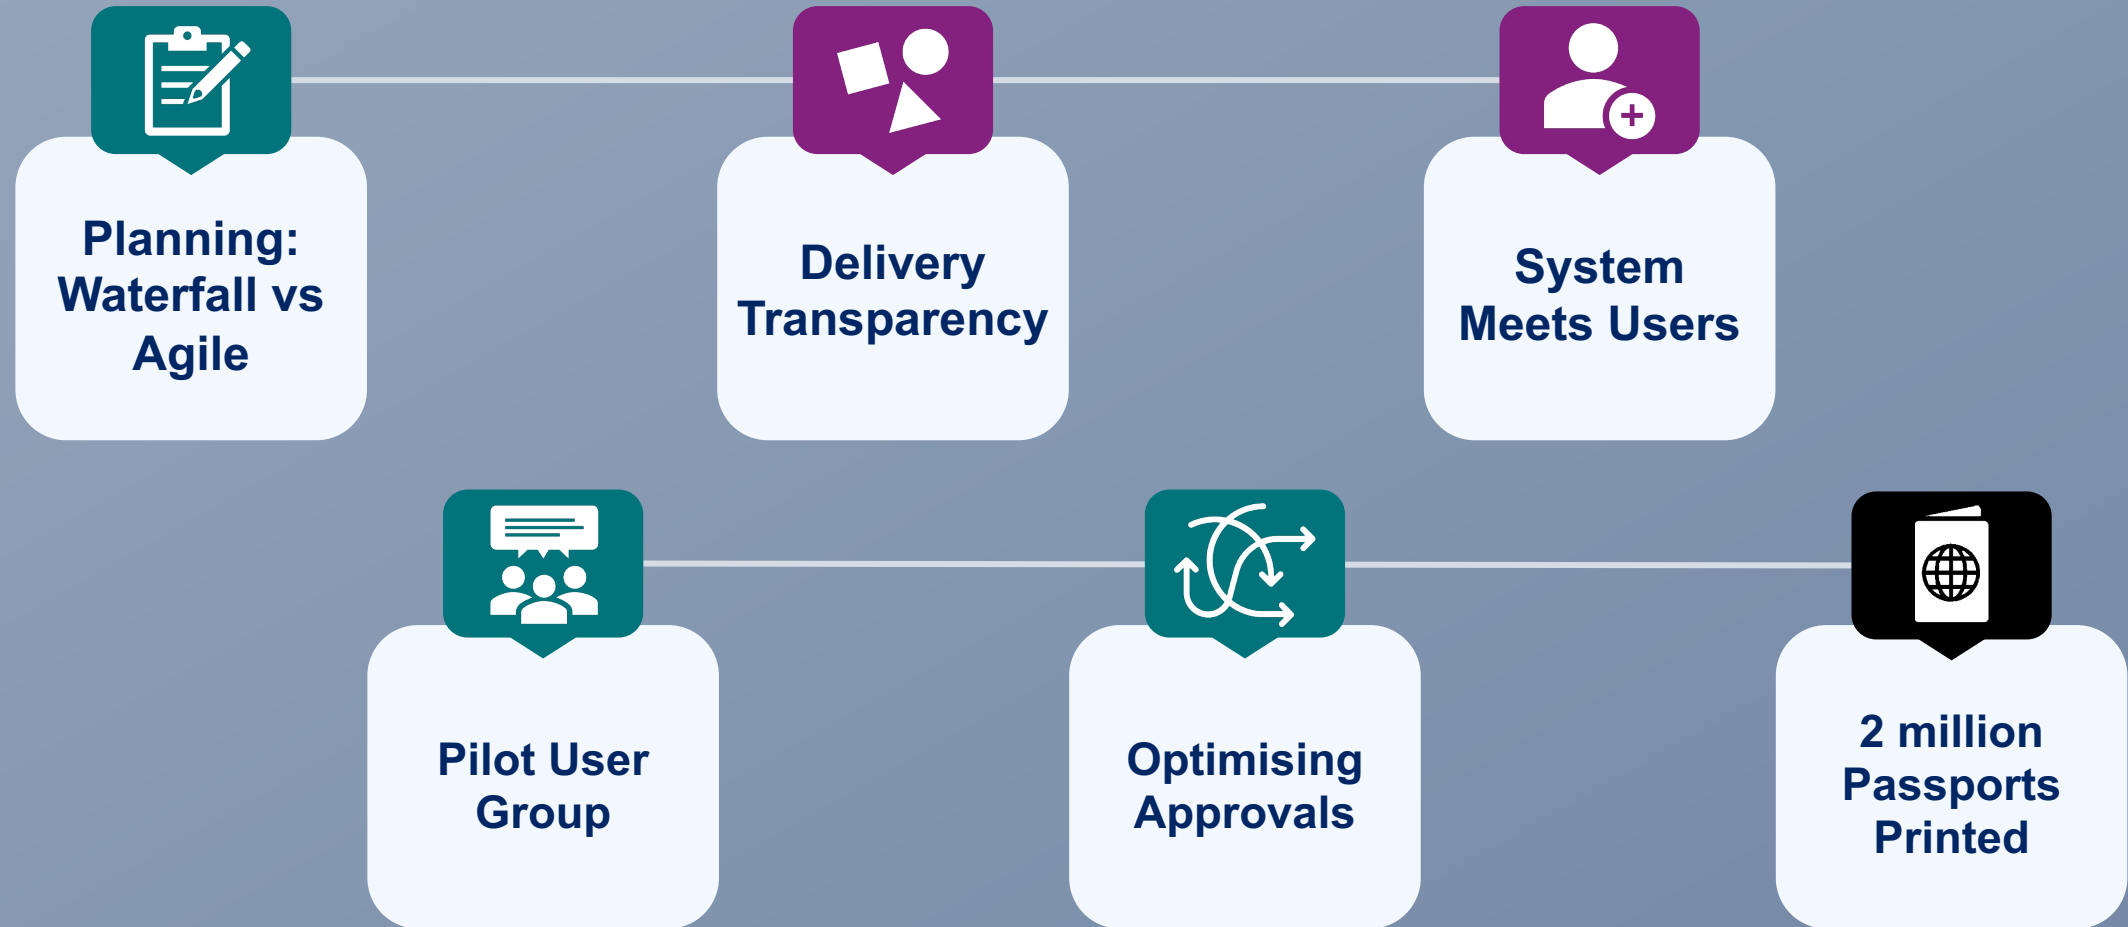 Planning:
Waterfall vs
Agile
Delivery
Transparency
System
Meets Users
Pilot User
Group
Optimising
Approvals
2 million
Passports
Printed